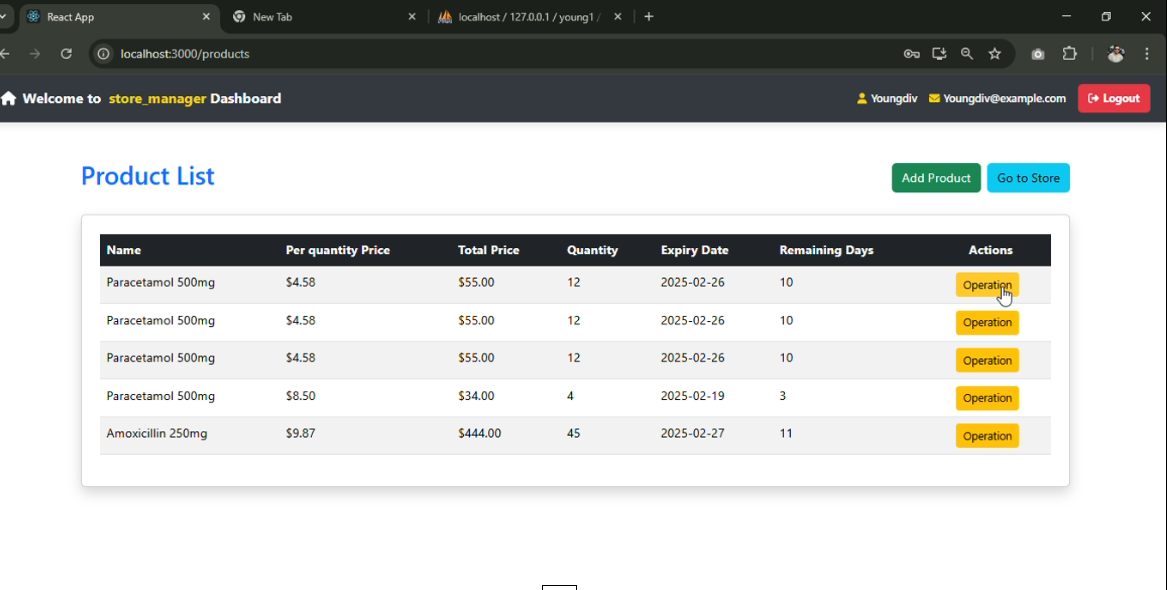 React App
New Tab
localhost / 127.0.0.1 / young1 /
localhost:3000/products
Welcome to store_manager Dashboard
Youngdiv
Youngdiv@example.com
Logout
Product List
Add Product
Go to Store
Name Per quantity Price Total Price Quantity Expiry Date Remaining Days Actions
Paracetamol 500mg $4.58 $55.00 12 2025-02-26 10 Operation
Paracetamol 500mg $4.58 $55.00 12 2025-02-26 10 Operation
Paracetamol 500mg $4.58 $55.00 12 2025-02-26 10 Operation
Paracetamol 500mg $8.50 $34.00 4 2025-02-19 3 Operation
Amoxicillin 250mg $9.87 $444.00 45 2025-02-27 11 Operation